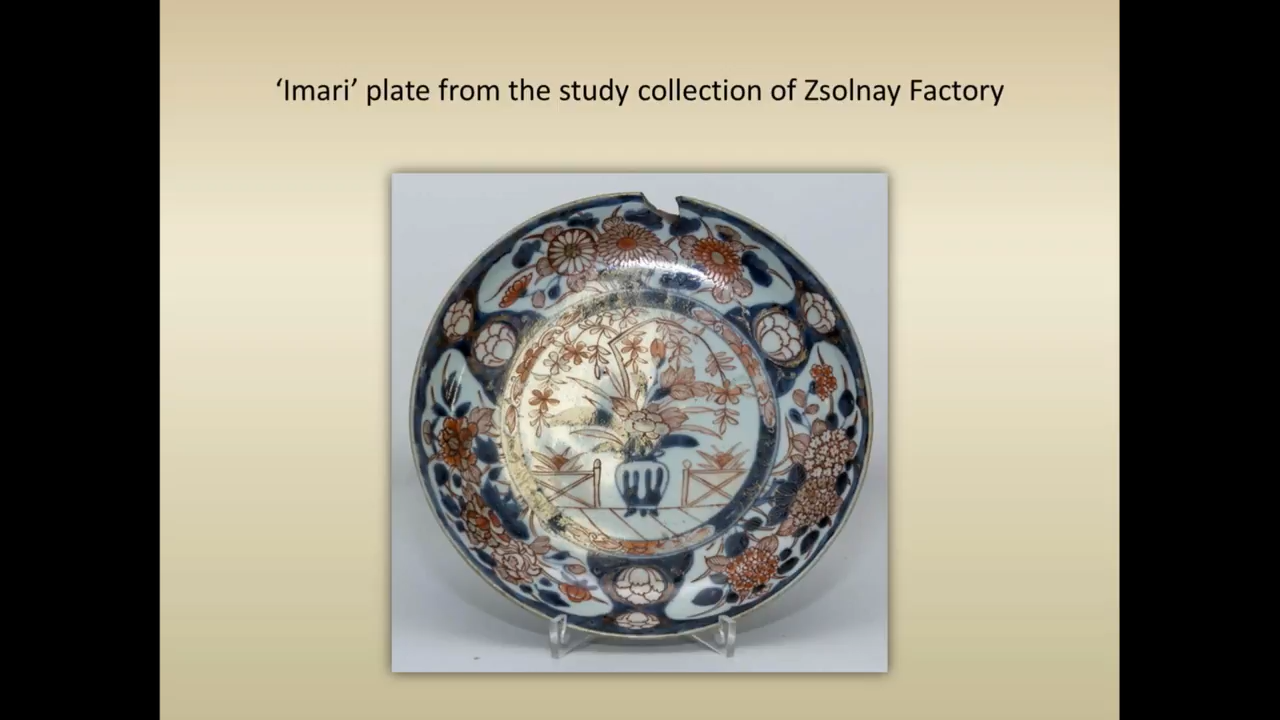 ‘Imari’ plate from the study collection of Zsolnay Factory